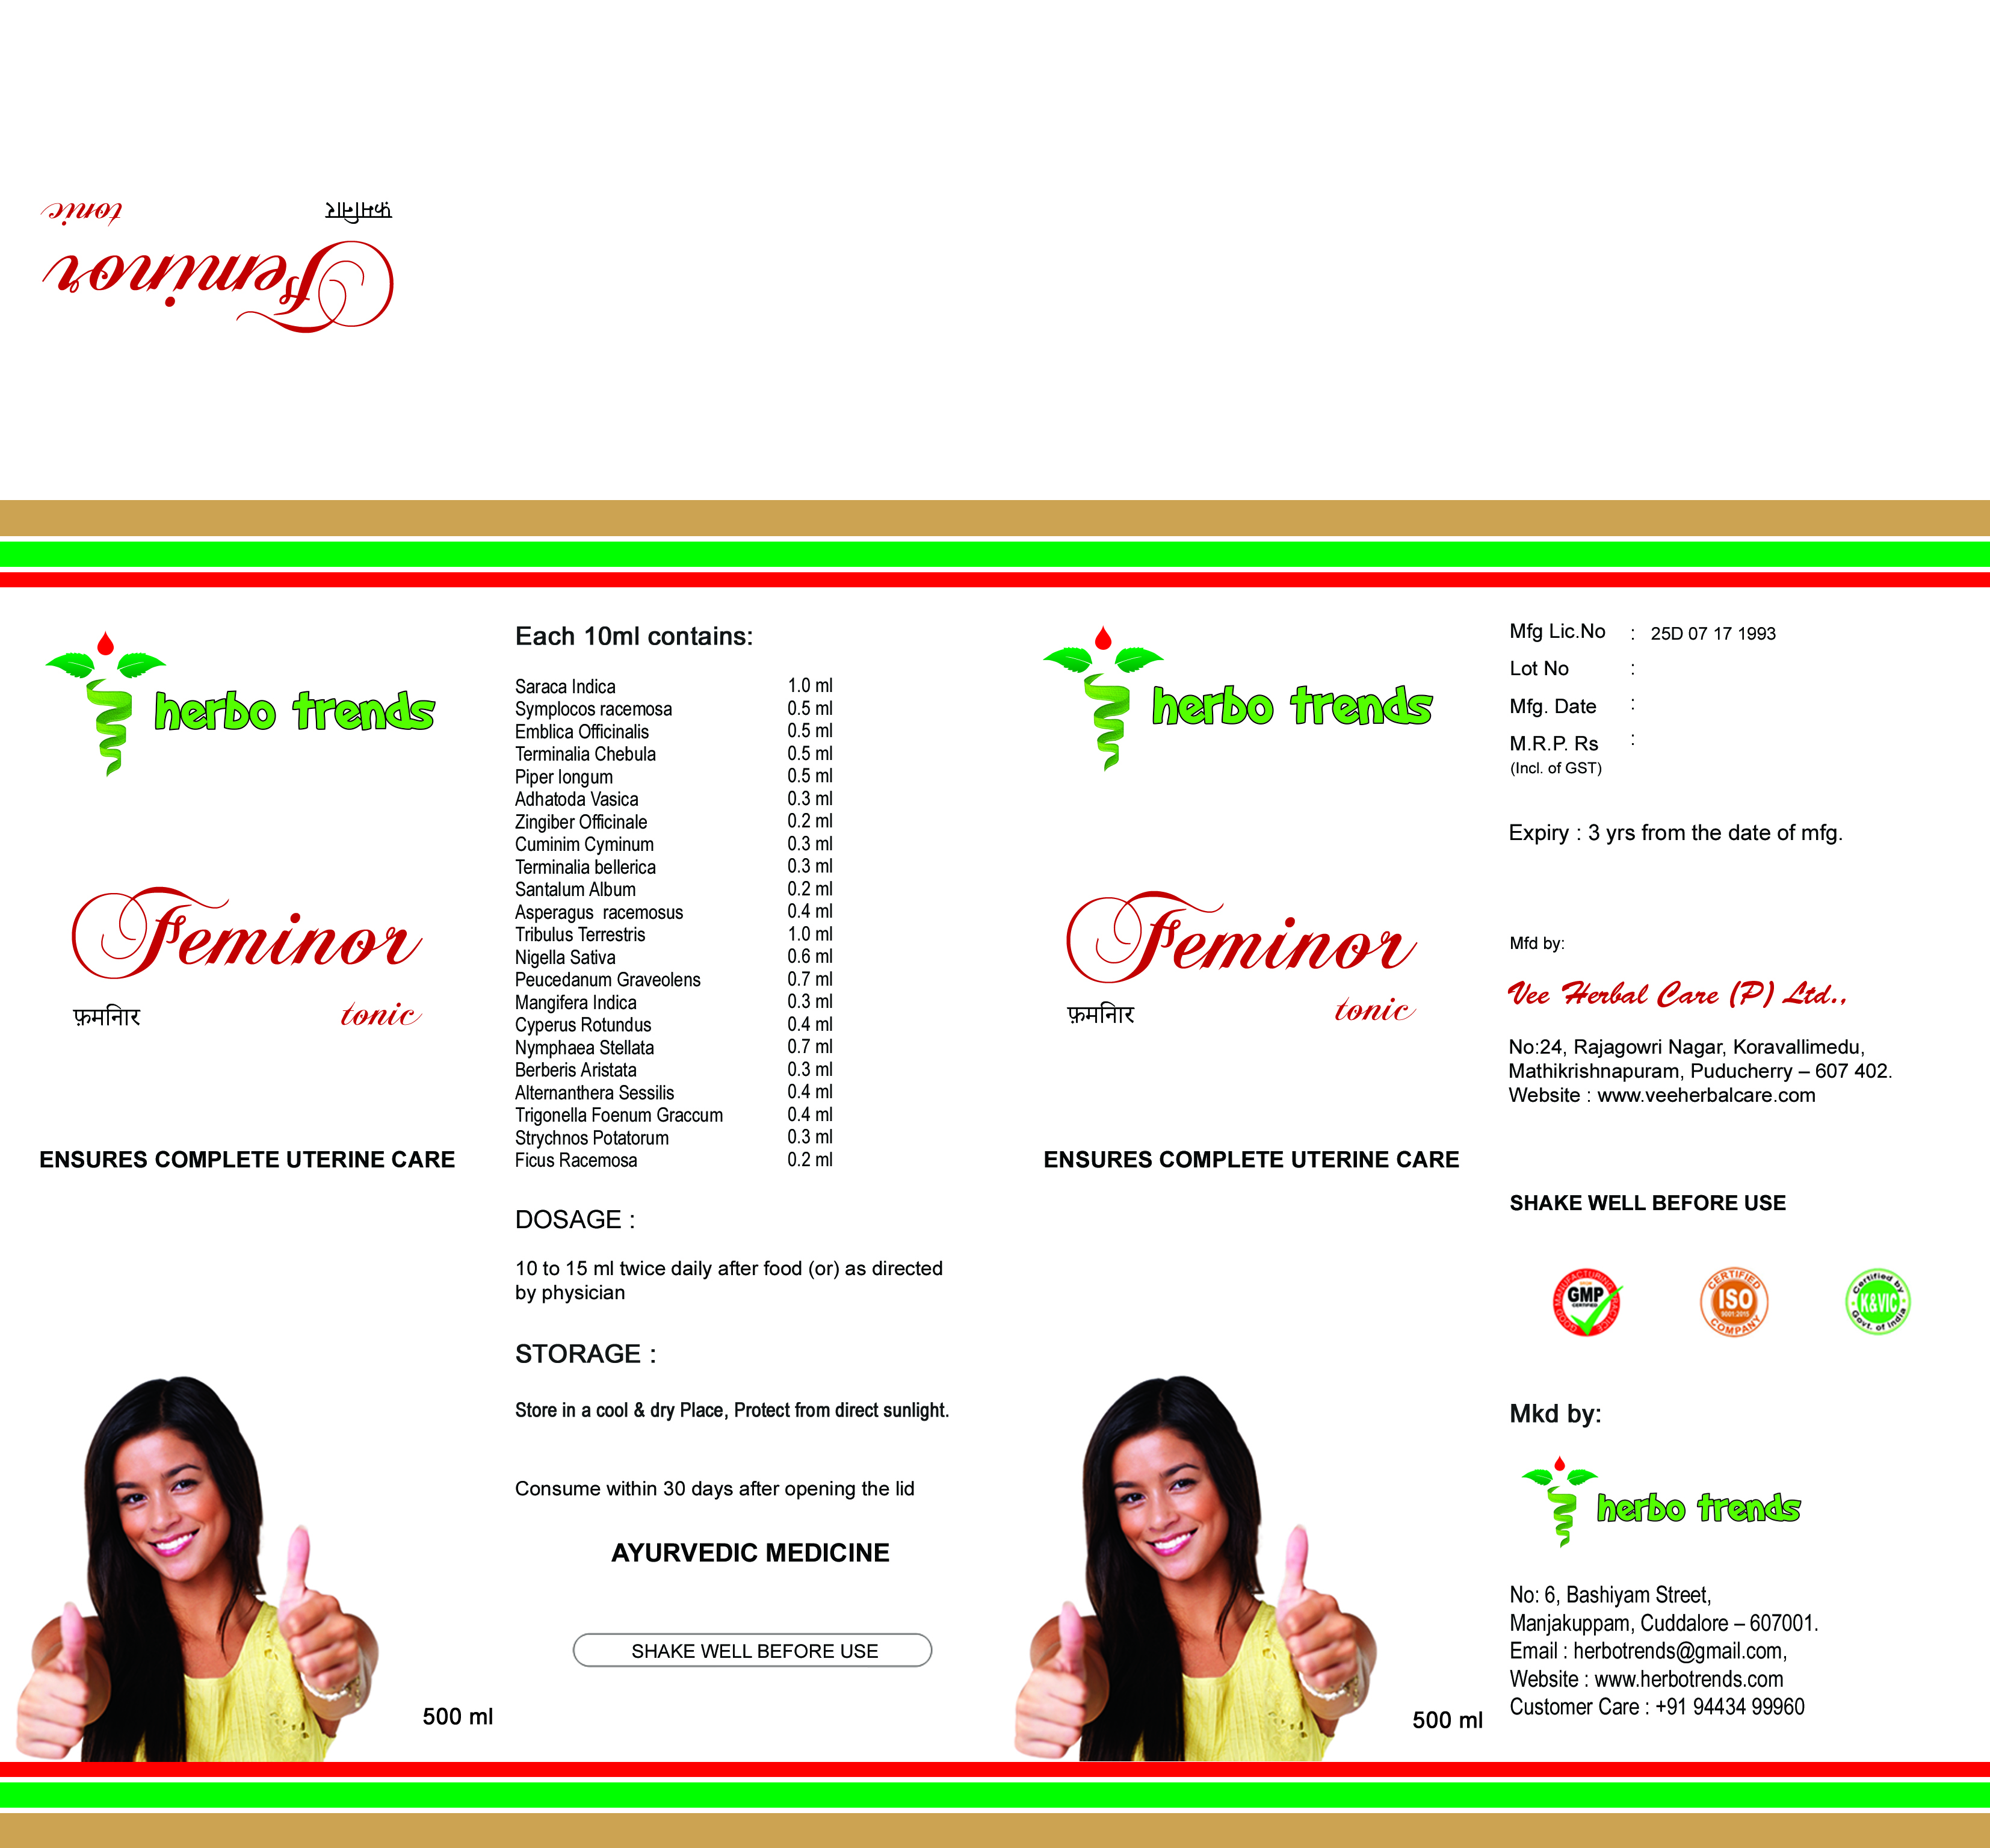 फ़मनिार
tonic
Feminor
herbo trends
Feminor
फ़मनिार
tonic
ENSURES COMPLETE UTERINE CARE
500 ml
Each 10ml contains:
Saraca Indica 1.0 ml
Symplocos racemosa 0.5 ml
Emblica Officinalis 0.5 ml
Terminalia Chebula 0.5 ml
Piper longum 0.5 ml
Adhatoda Vasica 0.3 ml
Zingiber Officinale 0.2 ml
Cuminim Cyminum 0.3 ml
Terminalia bellerica 0.3 ml
Santalum Album 0.2 ml
Asperagus racemosus 0.4 ml
Tribulus Terrestris 1.0 ml
Nigella Sativa 0.6 ml
Peucedanum Graveolens 0.7 ml
Mangifera Indica 0.3 ml
Cyperus Rotundus 0.4 ml
Nymphaea Stellata 0.7 ml
Berberis Aristata 0.3 ml
Alternanthera Sessilis 0.4 ml
Trigonella Foenum Graccum 0.4 ml
Strychnos Potatorum 0.3 ml
Ficus Racemosa 0.2 ml
DOSAGE :
10 to 15 ml twice daily after food (or) as directed
by physician
STORAGE :
Store in a cool & dry Place, Protect from direct sunlight.
Consume within 30 days after opening the lid
AYURVEDIC MEDICINE
SHAKE WELL BEFORE USE
herbo trends
Feminor
फ़मनिार
tonic
ENSURES COMPLETE UTERINE CARE
500 ml
Mfg Lic.No : 25D 07 17 1993
Lot No :
Mfg. Date :
M.R.P. Rs :
(Incl. of GST)
Expiry : 3 yrs from the date of mfg.
Mfd by:
Vee Herbal Care (P) Ltd.,
No:24, Rajagowri Nagar, Koravallimedu,
Mathikrishnapuram, Puducherry – 607 402.
Website : www.veeherbalcare.com
SHAKE WELL BEFORE USE
GOOD MANUFACTURING PRACTICE
GMP
CERTIFIED
CERTIFIED
ISO
9001:2015
COMPANY
Certified by
K&VIC
Govt. of India
Mkd by:
herbo trends
No: 6, Bashiyam Street,
Manjakuppam, Cuddalore – 607001.
Email : herbotrends@gmail.com,
Website : www.herbotrends.com
Customer Care : +91 94434 99960